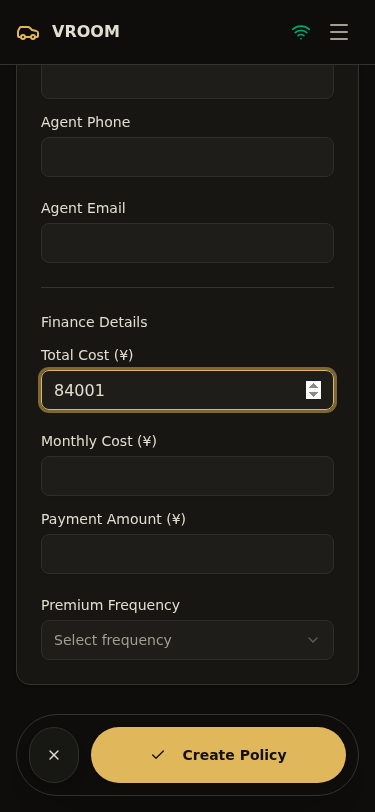 VROOM
Agent Phone
Agent Email
Finance Details
Total Cost (¥)
84001
Monthly Cost (¥)
Payment Amount (¥)
Premium Frequency
Select frequency
Create Policy